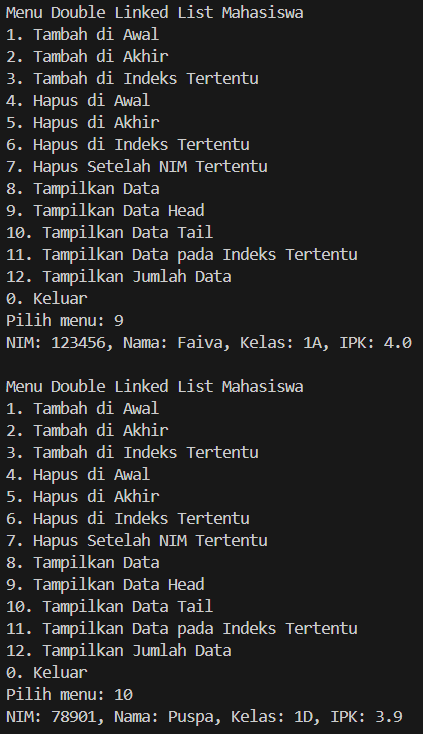 Menu Double Linked List Mahasiswa
1. Tambah di Awal
2. Tambah di Akhir
3. Tambah di Indeks Tertentu
4. Hapus di Awal
5. Hapus di Akhir
6. Hapus di Indeks Tertentu
7. Hapus Setelah NIM Tertentu
8. Tampilkan Data
9. Tampilkan Data Head
10. Tampilkan Data Tail
11. Tampilkan Data pada Indeks Tertentu
12. Tampilkan Jumlah Data
0. Keluar
Pilih menu: 9
NIM: 123456, Nama: Faiva, Kelas: 1A, IPK: 4.0

Menu Double Linked List Mahasiswa
1. Tambah di Awal
2. Tambah di Akhir
3. Tambah di Indeks Tertentu
4. Hapus di Awal
5. Hapus di Akhir
6. Hapus di Indeks Tertentu
7. Hapus Setelah NIM Tertentu
8. Tampilkan Data
9. Tampilkan Data Head
10. Tampilkan Data Tail
11. Tampilkan Data pada Indeks Tertentu
12. Tampilkan Jumlah Data
0. Keluar
Pilih menu: 10
NIM: 78901, Nama: Puspa, Kelas: 1D, IPK: 3.9